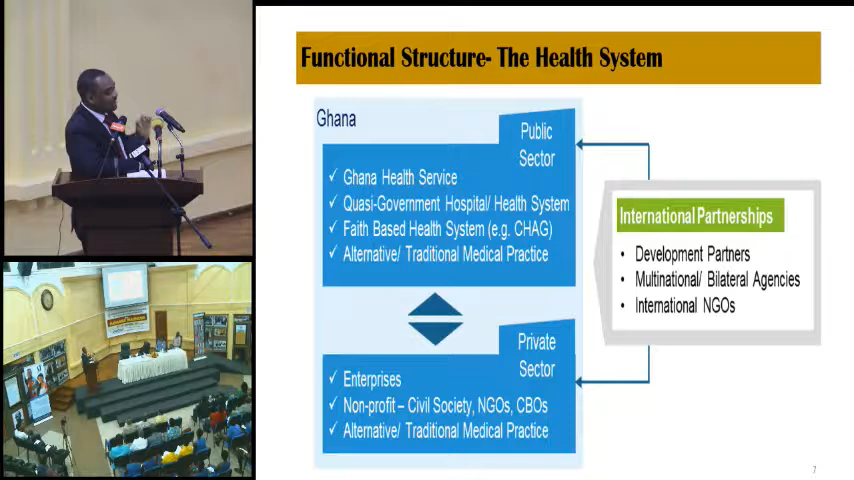 Functional Structure- The Health System
Ghana
Public
Sector
✓ Ghana Health Service
✓ Quasi-Government Hospital/ Health System
✓ Faith Based Health System (e.g. CHAG)
✓ Alternative/ Traditional Medical Practice
Private
Sector
✓ Enterprises
✓ Non-profit – Civil Society, NGOs, CBOs
✓ Alternative/ Traditional Medical Practice
International Partnerships
• Development Partners
• Multinational/ Bilateral Agencies
• International NGOs
7